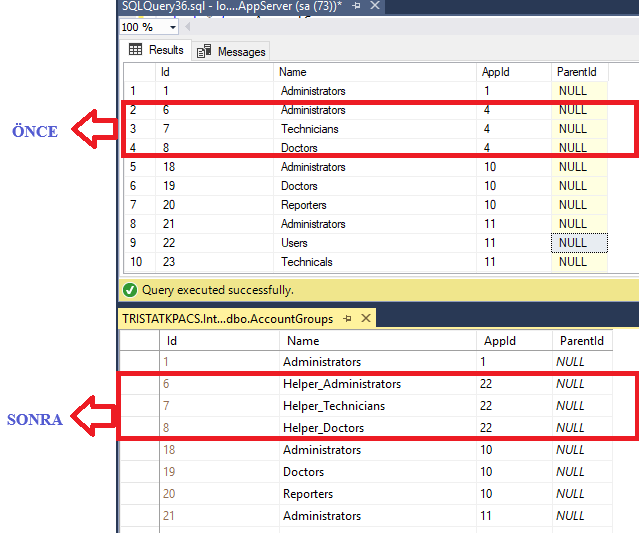 SQLQuery36.sql - lo....AppServer (sa (73))*
100 %
Results Messages
Id Name AppId ParentId
1 1 Administrators 1 NULL
2 6 Administrators 4 NULL
ÖNCE
3 7 Technicians 4 NULL
4 8 Doctors 4 NULL
5 18 Administrators 10 NULL
6 19 Doctors 10 NULL
7 20 Reporters 10 NULL
8 21 Administrators 11 NULL
9 22 Users 11 NULL
10 23 Technicals 11 NULL
Query executed successfully.
TRISTATKPACS.Int...dbo.AccountGroups
Id Name AppId ParentId
1 Administrators 1 NULL
6 Helper_Administrators 22 NULL
7 Helper_Technicians 22 NULL
SONRA
8 Helper_Doctors 22 NULL
18 Administrators 10 NULL
19 Doctors 10 NULL
20 Reporters 10 NULL
21 Administrators 11 NULL